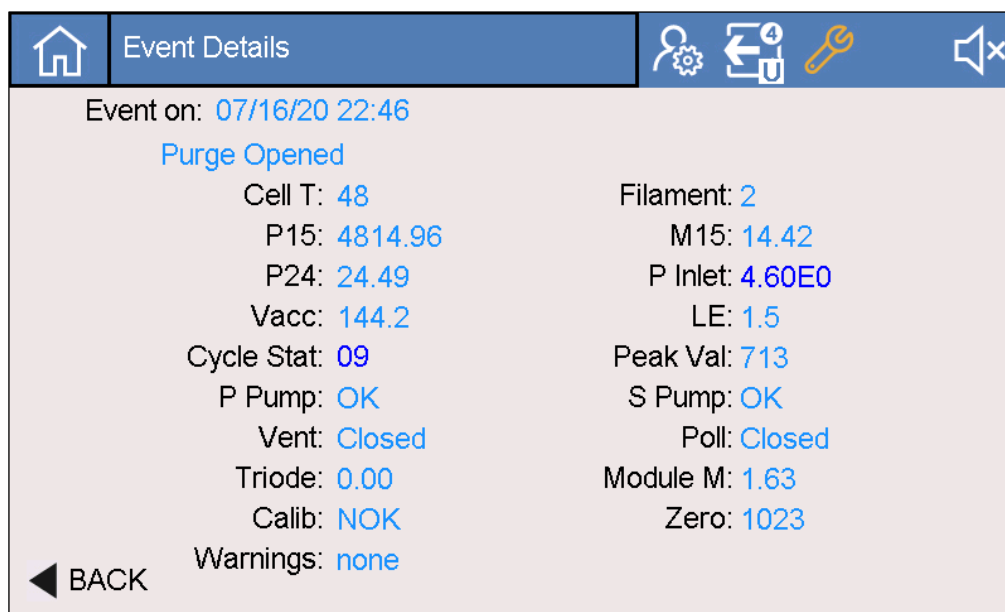 Event Details
4
U
Event on: 07/16/20 22:46
Purge Opened
Cell T: 48 Filament: 2
P15: 4814.96 M15: 14.42
P24: 24.49 P Inlet: 4.60E0
Vacc: 144.2 LE: 1.5
Cycle Stat: 09 Peak Val: 713
P Pump: OK S Pump: OK
Vent: Closed Poll: Closed
Triode: 0.00 Module M: 1.63
Calib: NOK Zero: 1023
Warnings: none
BACK